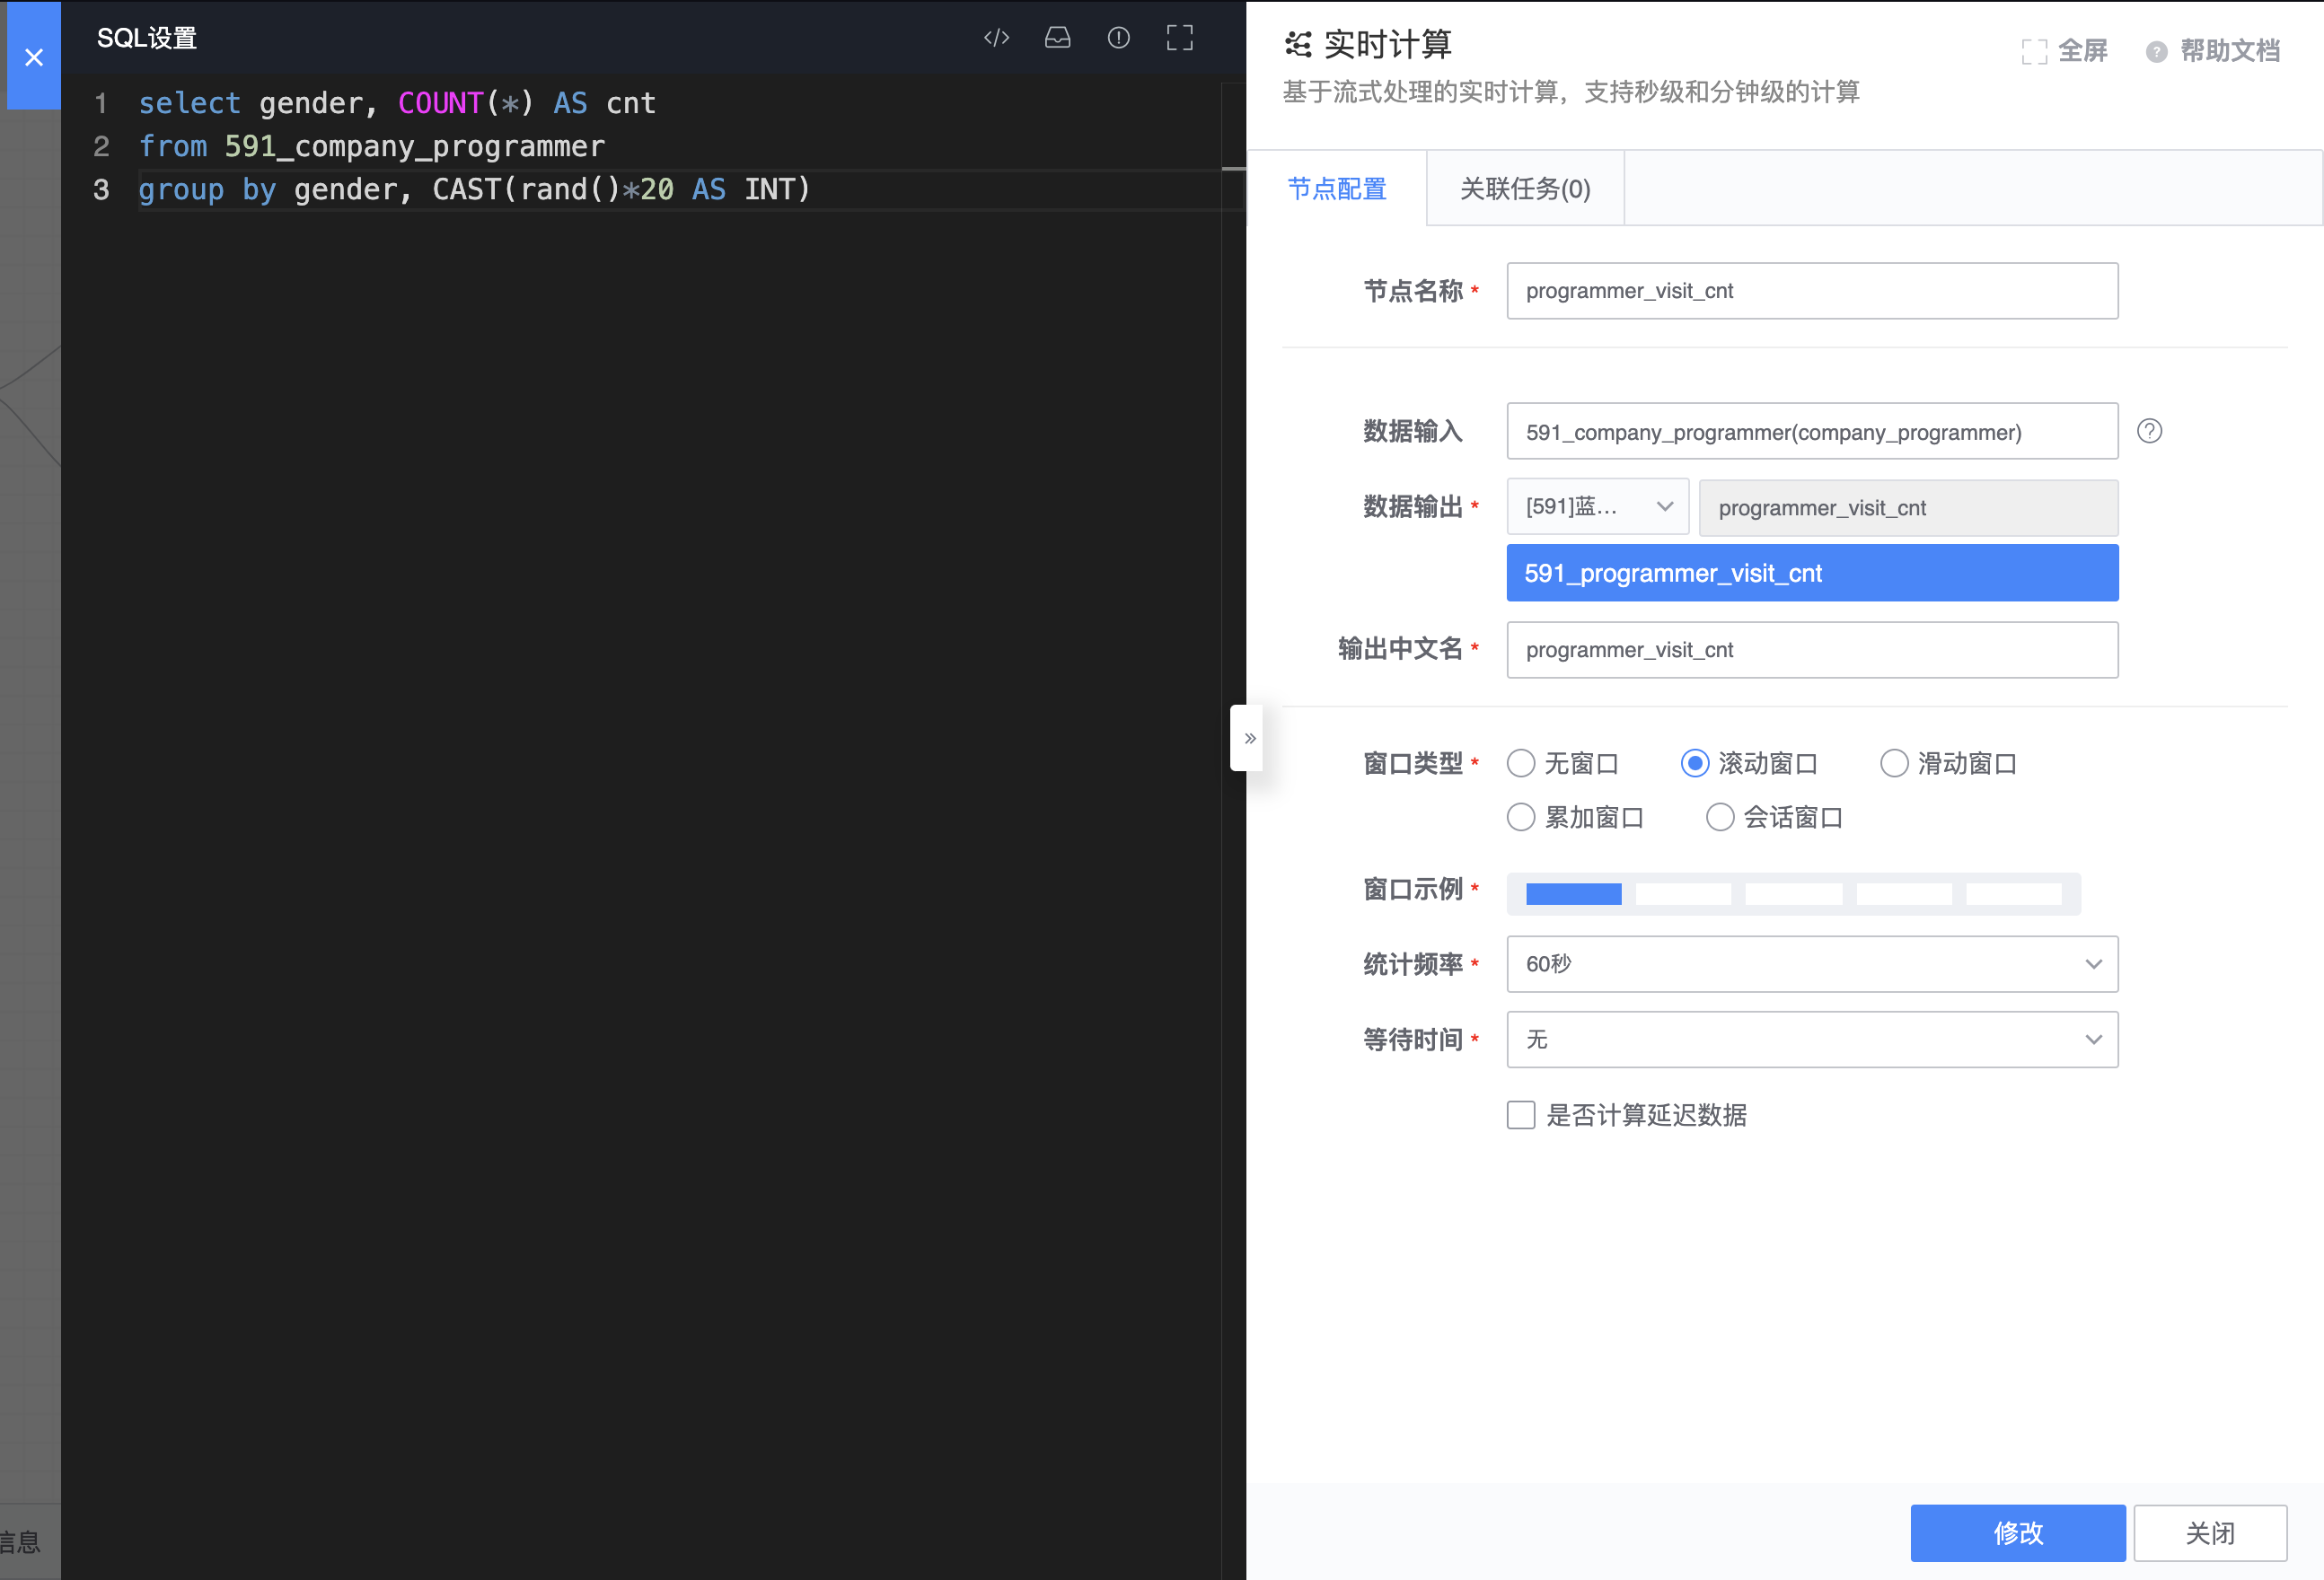 SQL设置
1 select gender, COUNT(*) AS cnt
2 from 591_company_programmer
3 group by gender, CAST(rand()*20 AS INT)
信息
实时计算
全屏
帮助文档
基于流式处理的实时计算，支持秒级和分钟级的计算
节点配置
关联任务(0)
节点名称 * programmer_visit_cnt
数据输入 591_company_programmer(company_programmer)
数据输出 * [591]蓝... programmer_visit_cnt
591_programmer_visit_cnt
输出中文名 * programmer_visit_cnt
窗口类型 * 无窗口 滚动窗口 滑动窗口
累加窗口 会话窗口
窗口示例 *
统计频率 * 60秒
等待时间 * 无
是否计算延迟数据
修改
关闭